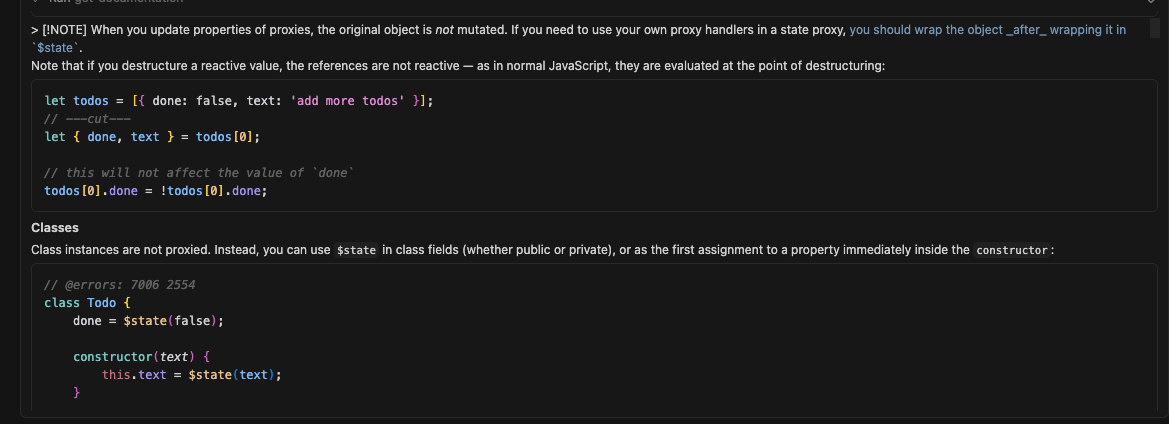 Ran get-documentation
> [!NOTE] When you update properties of proxies, the original object is not mutated. If you need to use your own proxy handlers in a state proxy, you should wrap the object _after_ wrapping it in
`$state`.
Note that if you destructure a reactive value, the references are not reactive — as in normal JavaScript, they are evaluated at the point of destructuring:
let todos = [{ done: false, text: 'add more todos' }];
// ---cut---
let { done, text } = todos[0];
// this will not affect the value of `done`
todos[0].done = !todos[0].done;
Classes
Class instances are not proxied. Instead, you can use $state in class fields (whether public or private), or as the first assignment to a property immediately inside the constructor:
// @errors: 7006 2554
class Todo {
done = $state(false);
constructor(text) {
this.text = $state(text);
}